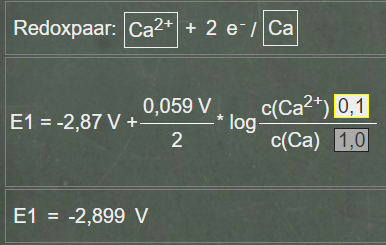 Redoxpaar: Ca²⁺ + 2 e⁻ / Ca
E1 = -2,87 V + 0,059 V / 2 * log c(Ca²⁺) 0,1 / c(Ca) 1,0
E1 = -2,899 V